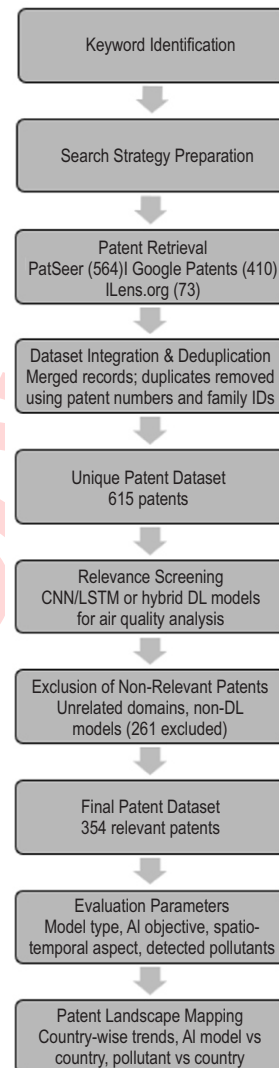 Keyword Identification
Search Strategy Preparation
Patent Retrieval
PatSeer (564)I Google Patents (410)
ILens.org (73)
Dataset Integration & Deduplication
Merged records; duplicates removed
using patent numbers and family IDs
Unique Patent Dataset
615 patents
Relevance Screening
CNN/LSTM or hybrid DL models
for air quality analysis
Exclusion of Non-Relevant Patents
Unrelated domains, non-DL
models (261 excluded)
Final Patent Dataset
354 relevant patents
Evaluation Parameters
Model type, AI objective, spatio-
temporal aspect, detected pollutants
Patent Landscape Mapping
Country-wise trends, AI model vs
country, pollutant vs country